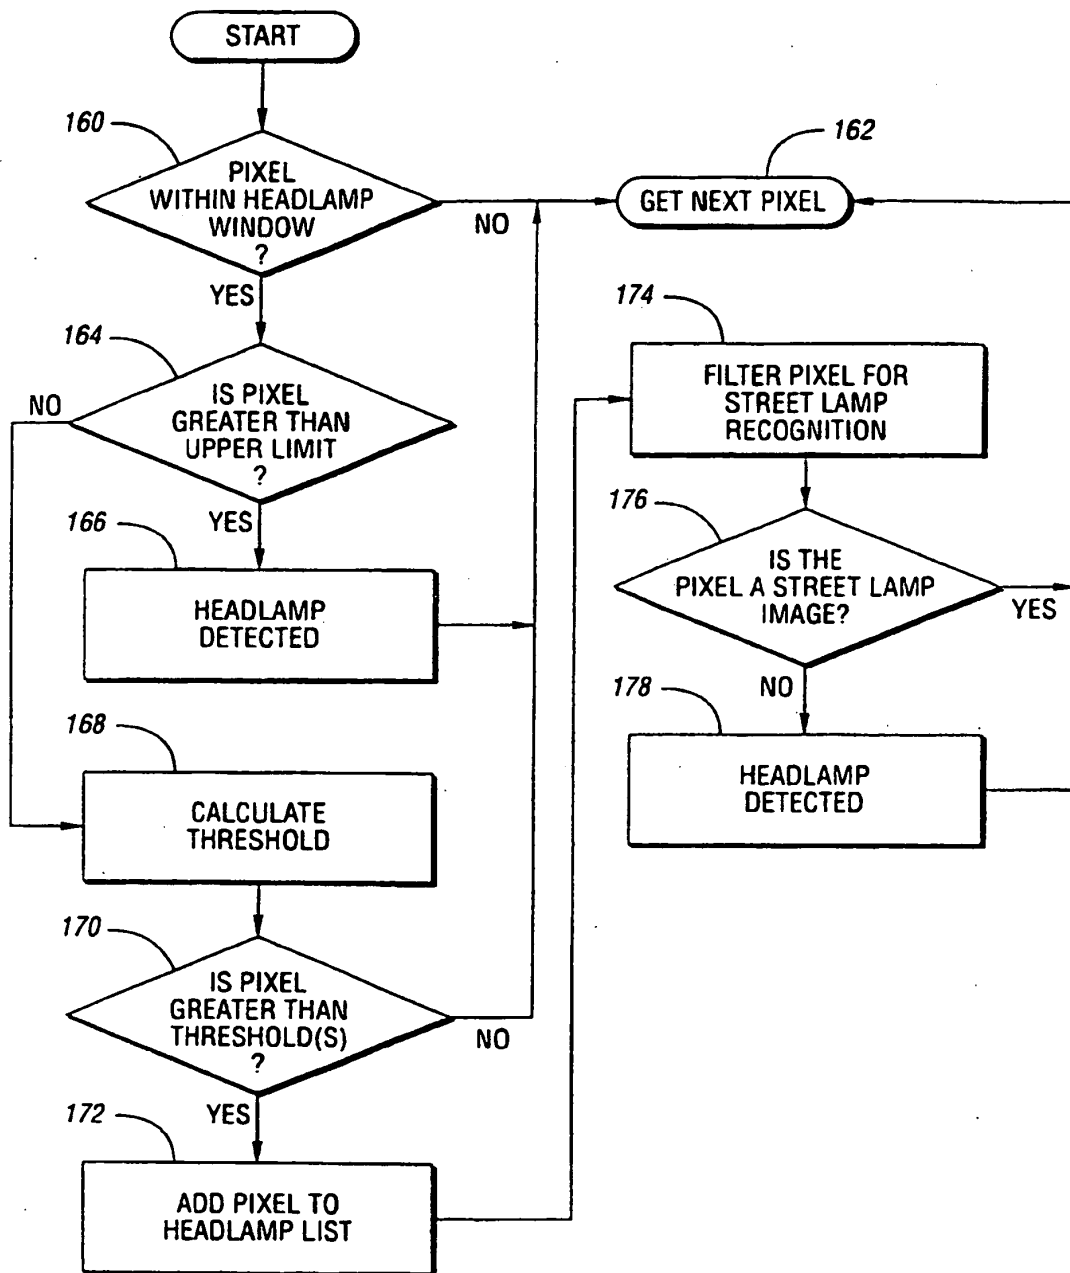 START
160
PIXEL
WITHIN HEADLAMP
WINDOW
?
NO
YES
162
GET NEXT PIXEL
164
IS PIXEL
GREATER THAN
UPPER LIMIT
?
NO
YES
166
HEADLAMP
DETECTED
168
CALCULATE
THRESHOLD
170
IS PIXEL
GREATER THAN
THRESHOLD(S)
?
NO
YES
172
ADD PIXEL TO
HEADLAMP LIST
174
FILTER PIXEL FOR
STREET LAMP
RECOGNITION
176
IS THE
PIXEL A STREET LAMP
IMAGE?
YES
NO
178
HEADLAMP
DETECTED